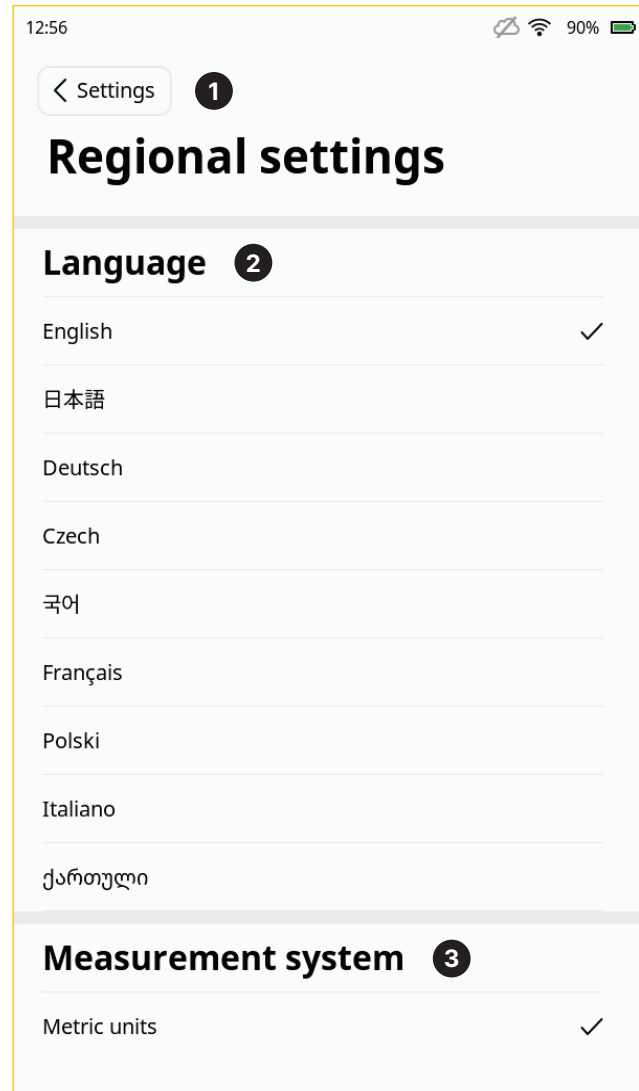 12:56 90%
Settings 1
Regional settings
Language 2
English
日本語
Deutsch
Czech
국어
Français
Polski
Italiano
ქართული
Measurement system 3
Metric units